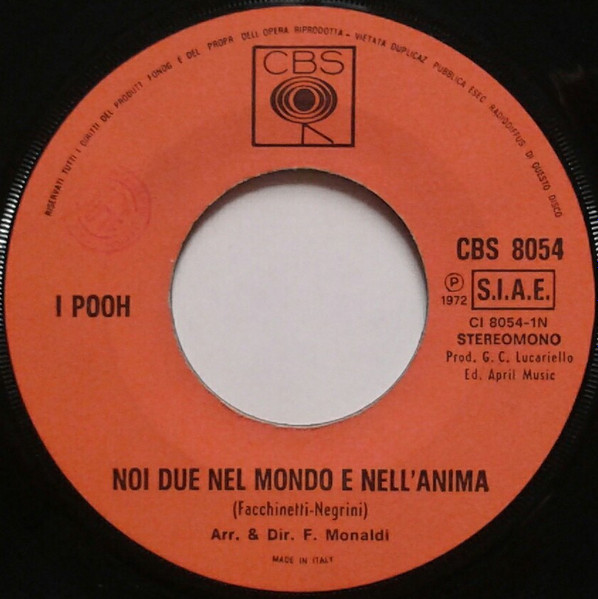 RISERVATI TUTTI I DIRITTI DEL PRODUTT FONOG E DEL PROPR DELL'OPERA RIPRODOTTA - VIETATA DUPLICAZ PUBBLICA ESEC RADIODIFFUS DI QUESTO DISCO
CBS
CBS 8054
I POOH
P
1972
S.I.A.E.
CI 8054-1N
STEREOMONO
Prod. G. C. Lucariello
Ed. April Music
NOI DUE NEL MONDO E NELL'ANIMA
(Facchinetti-Negrini)
Arr. & Dir. F. Monaldi
MADE IN ITALY